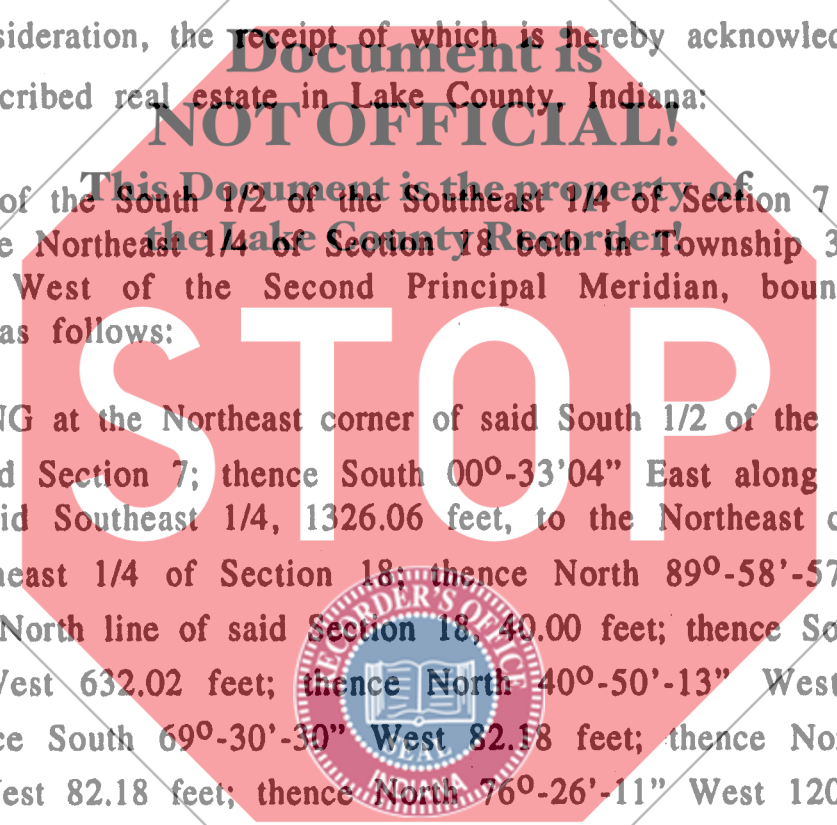 sideration, the receipt of which is hereby acknowled
Document is
cribed real estate in Lake County, Indiana:
NOT OFFICIAL!
This Document is the property of
of the South 1/2 of the Southeast 1/4 of Section 7
the Lake County Recorder!
e Northeast 1/4 of Section 18 both in Township 3
West of the Second Principal Meridian, boun
as follows:
STOP
NG at the Northeast corner of said South 1/2 of the
d Section 7; thence South 00º-33'04" East along
id Southeast 1/4, 1326.06 feet, to the Northeast c
heast 1/4 of Section 18; thence North 89º-58'-57
North line of said Section 18, 40.00 feet; thence So
West 632.02 feet; thence North 40º-50'-13" West
ce South 69º-30'-30" West 82.18 feet; thence No
West 82.18 feet; thence North 76º-26'-11" West 120
RECORDER'S OFFICE
SEAL
INDIANA